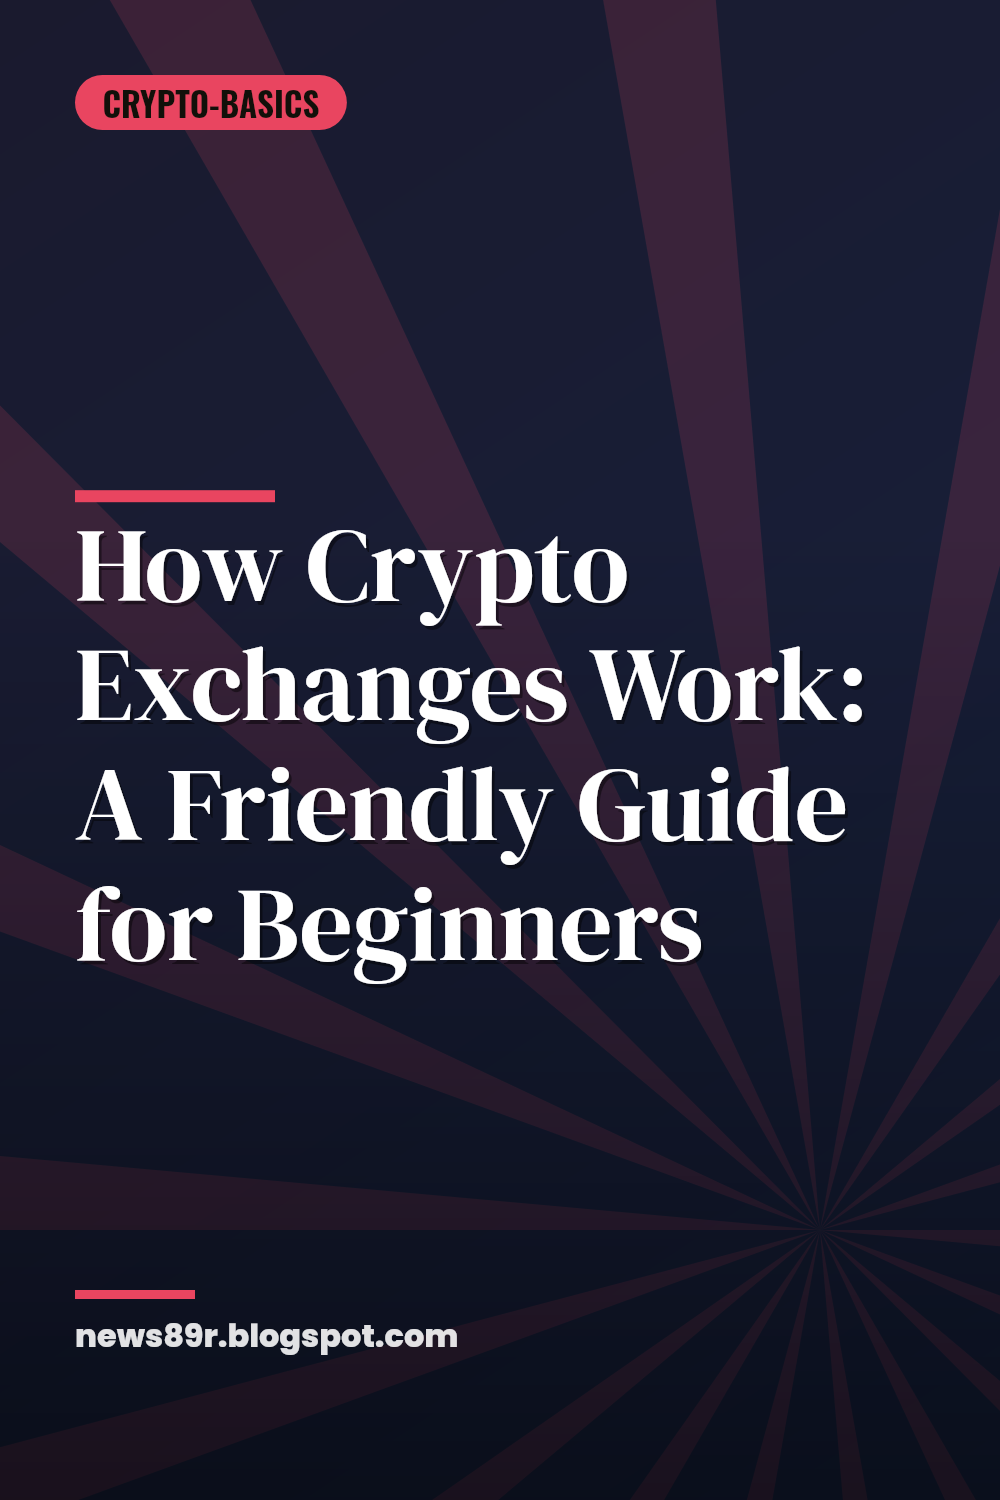 CRYPTO-BASICS
How Crypto
Exchanges Work:
A Friendly Guide
for Beginners
news89r.blogspot.com